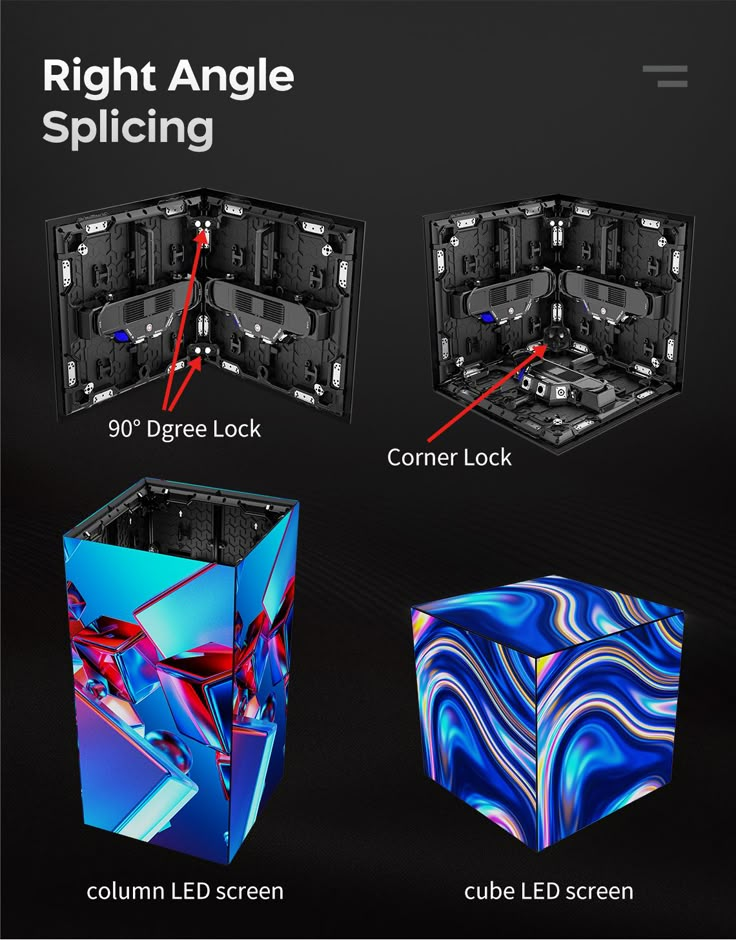 Right Angle
Splicing
90° Dgree Lock
Corner Lock
column LED screen
cube LED screen